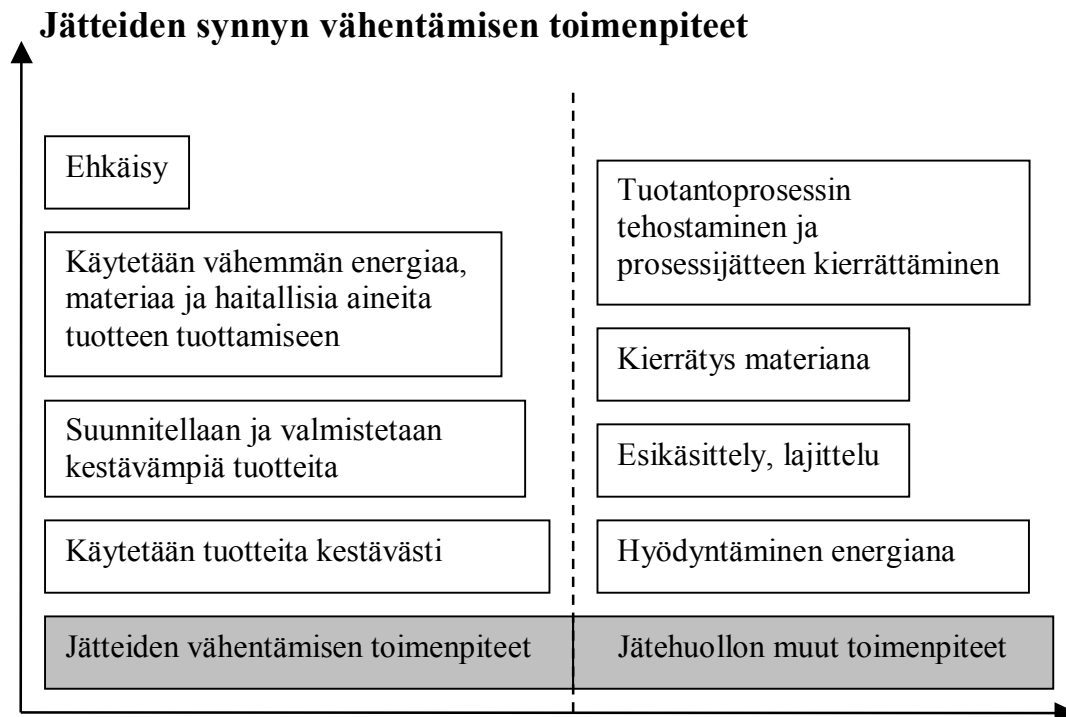 Jätteiden synnyn vähentämisen toimenpiteet
Ehkäisy
Käytetään vähemmän energiaa,
materiaa ja haitallisia aineita
tuotteen tuottamiseen
Suunnitellaan ja valmistetaan
kestävämpiä tuotteita
Käytetään tuotteita kestävästi
Jätteiden vähentämisen toimenpiteet
Tuotantoprosessin
tehostaminen ja
prosessijätteen kierrättäminen
Kierrätys materiana
Esikäsittely, lajittelu
Hyödyntäminen energiana
Jätehuollon muut toimenpiteet